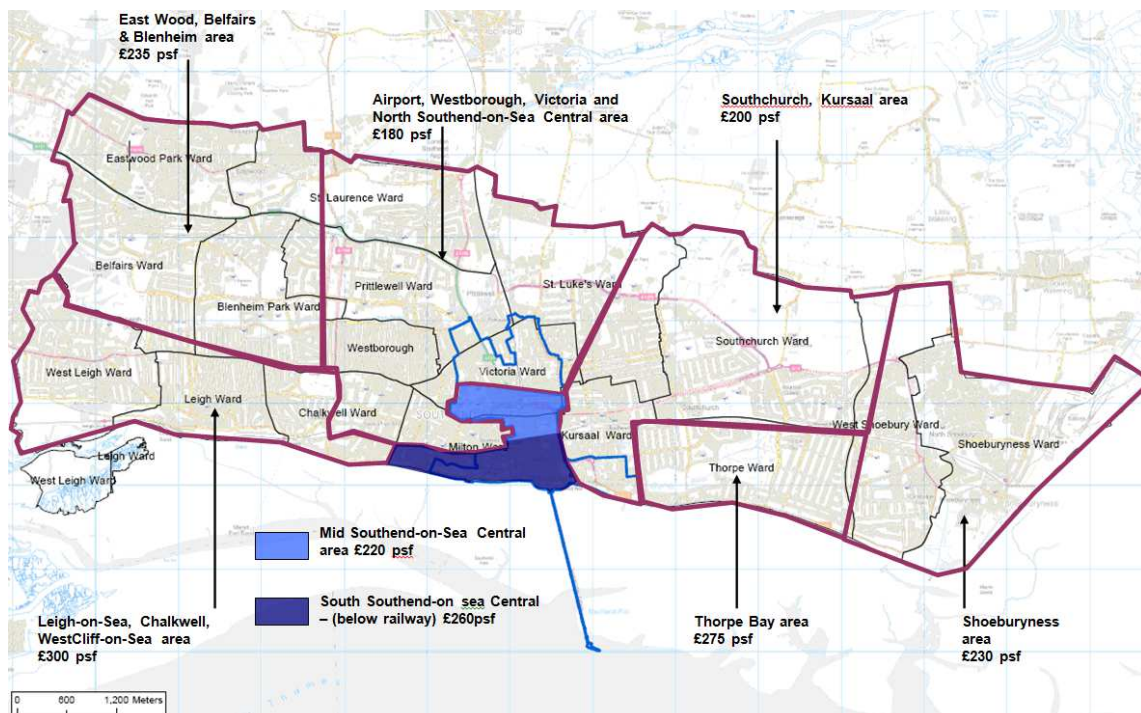 East Wood, Belfairs
& Blenheim area
£235 psf
Airport, Westborough, Victoria and
North Southend-on-Sea Central area
£180 psf
Southchurch, Kursaal area
£200 psf
Eastwood Park Ward
St. Laurence Ward
Belfairs Ward
Blenheim Park Ward
Prittlewell Ward
St. Luke's Ward
Westborough
Southchurch Ward
Victoria Ward
West Leigh Ward
Leigh Ward
Chalkwell Ward
Milton Ward
Kursaal Ward
West Shoebury Ward
Shoeburyness Ward
Thorpe Ward
Leigh Ward
West Leigh Ward
Mid Southend-on-Sea Central
area £220 psf
South Southend-on sea Central
– (below railway) £260psf
Leigh-on-Sea, Chalkwell,
WestCliff-on-Sea area
£300 psf
Thorpe Bay area
£275 psf
Shoeburyness
area
£230 psf
0 600 1,200 Meters